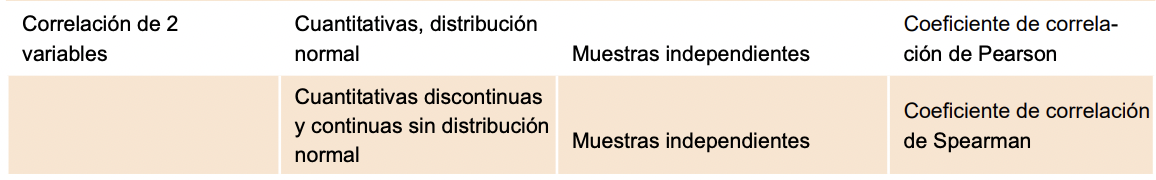 Correlación de 2
variables
Cuantitativas, distribución
normal
Muestras independientes
Coeficiente de correla-
ción de Pearson
Cuantitativas discontinuas
y continuas sin distribución
normal
Muestras independientes
Coeficiente de correlación
de Spearman